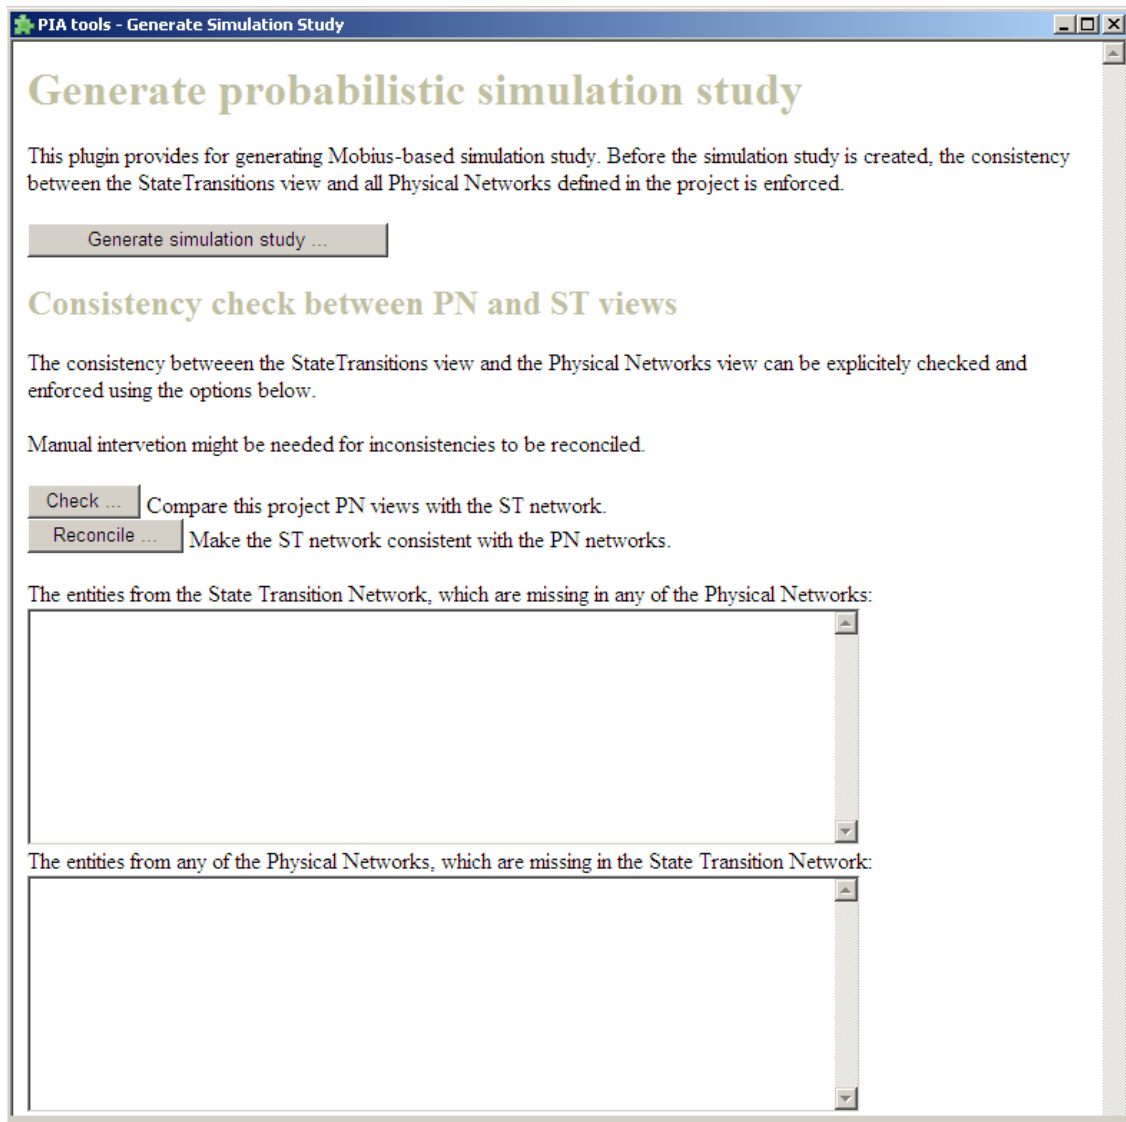 PIA tools - Generate Simulation Study
Generate probabilistic simulation study
This plugin provides for generating Mobius-based simulation study. Before the simulation study is created, the consistency
between the StateTransitions view and all Physical Networks defined in the project is enforced.
Generate simulation study ...
Consistency check between PN and ST views
The consistency betweeen the StateTransitions view and the Physical Networks view can be explicitely checked and
enforced using the options below.
Manual intervetion might be needed for inconsistencies to be reconciled.
Check ... Compare this project PN views with the ST network.
Reconcile ... Make the ST network consistent with the PN networks.
The entities from the State Transition Network, which are missing in any of the Physical Networks:
The entities from any of the Physical Networks, which are missing in the State Transition Network: